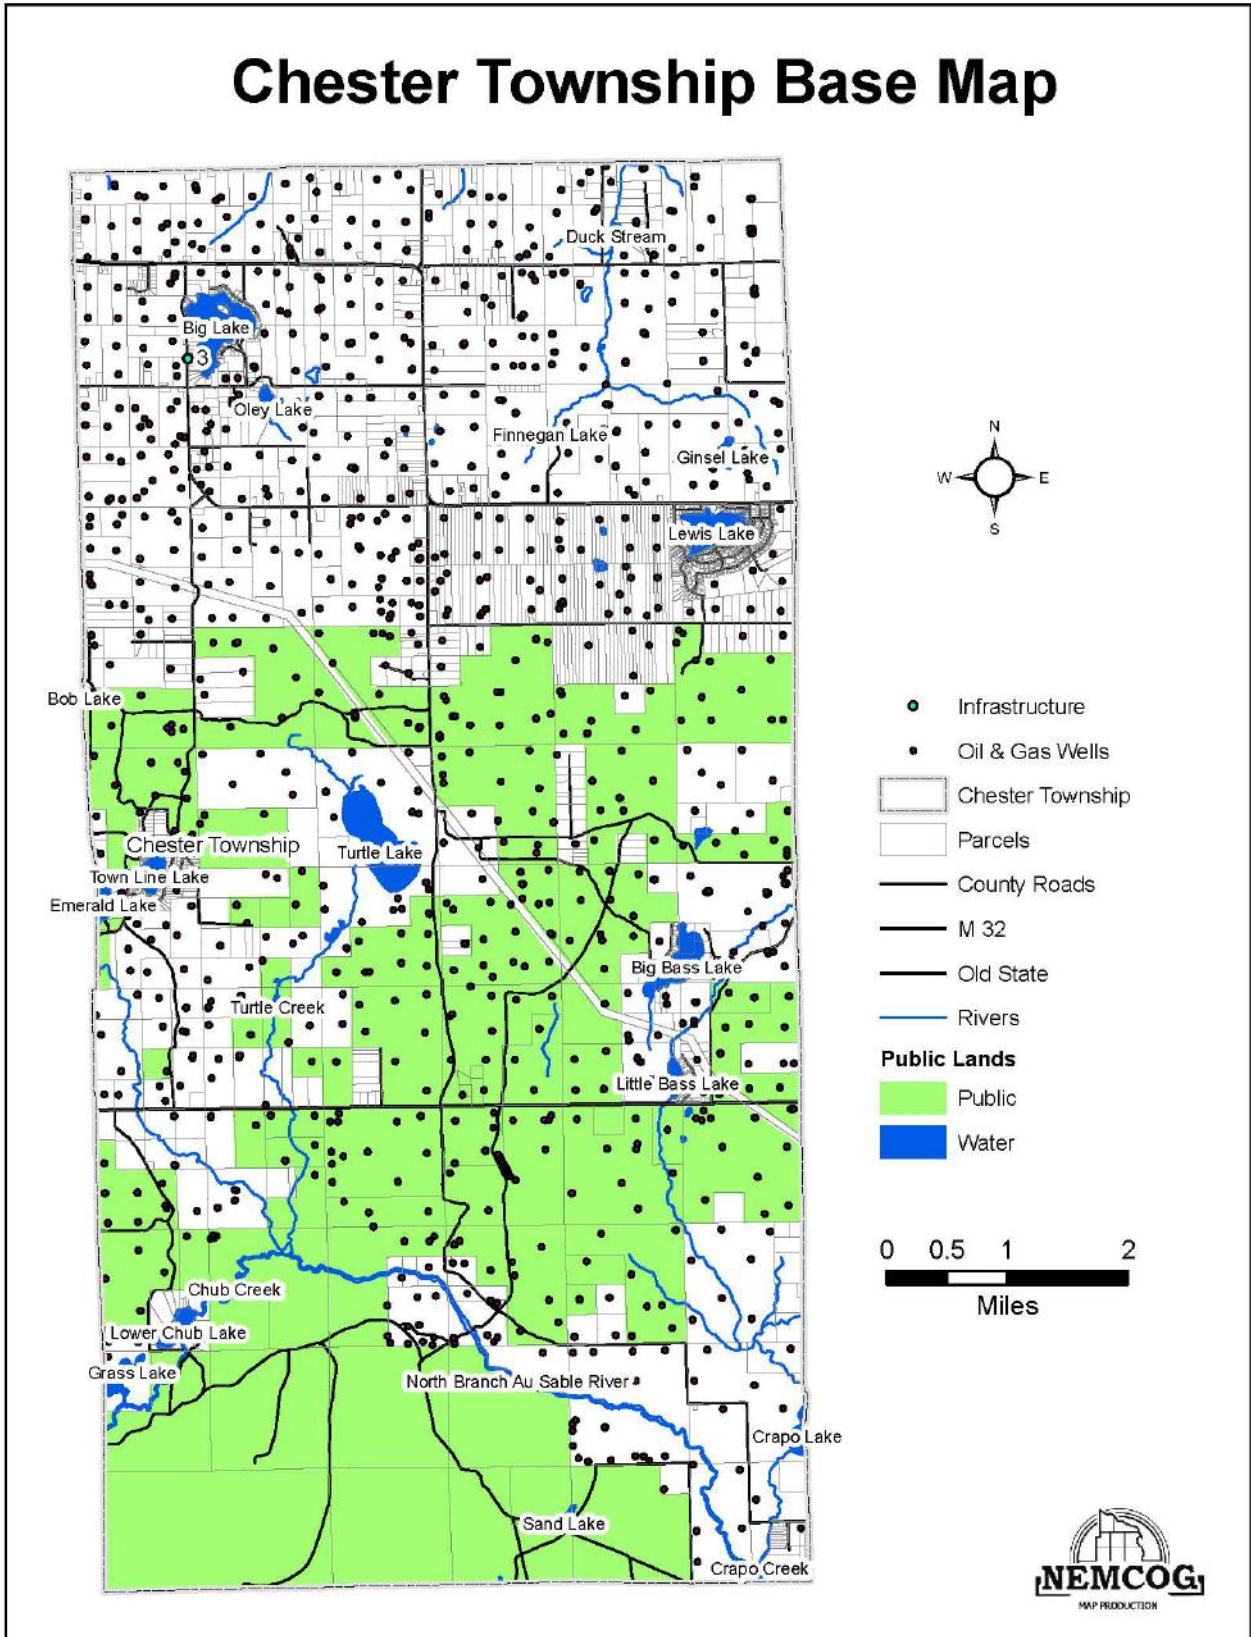 Chester Township Base Map
Duck Stream
Big Lake
3
Oley Lake
Finnegan Lake
Ginsel Lake
N
W
E
S
Lewis Lake
Bob Lake
Infrastructure
Oil & Gas Wells
Chester Township
Parcels
County Roads
M 32
Old State
Rivers
Public Lands
Public
Water
Chester Township
Turtle Lake
Town Line Lake
Emerald Lake
Big Bass Lake
Turtle Creek
Little Bass Lake
0 0.5 1 2
Miles
Chub Creek
Lower Chub Lake
Grass Lake
North Branch Au Sable River
Crapo Lake
Sand Lake
Crapo Creek
NEMCOG
MAP PRODUCTION